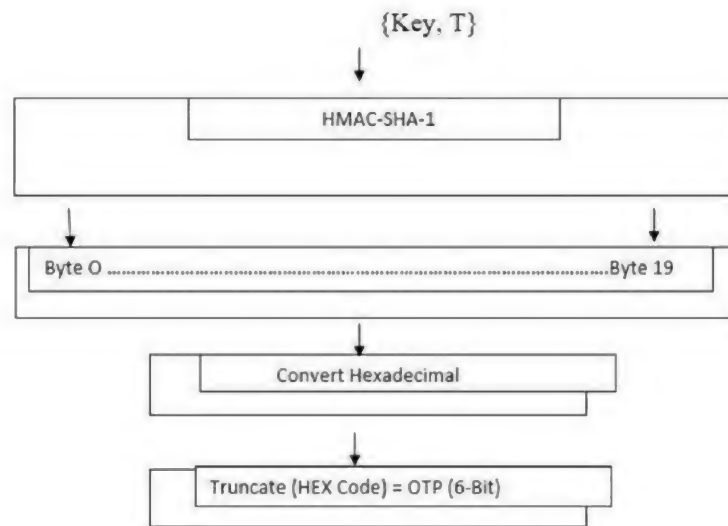 {Key, T}
HMAC-SHA-1
Byte O ........................................................................................................Byte 19
Convert Hexadecimal
Truncate (HEX Code) = OTP (6-Bit)